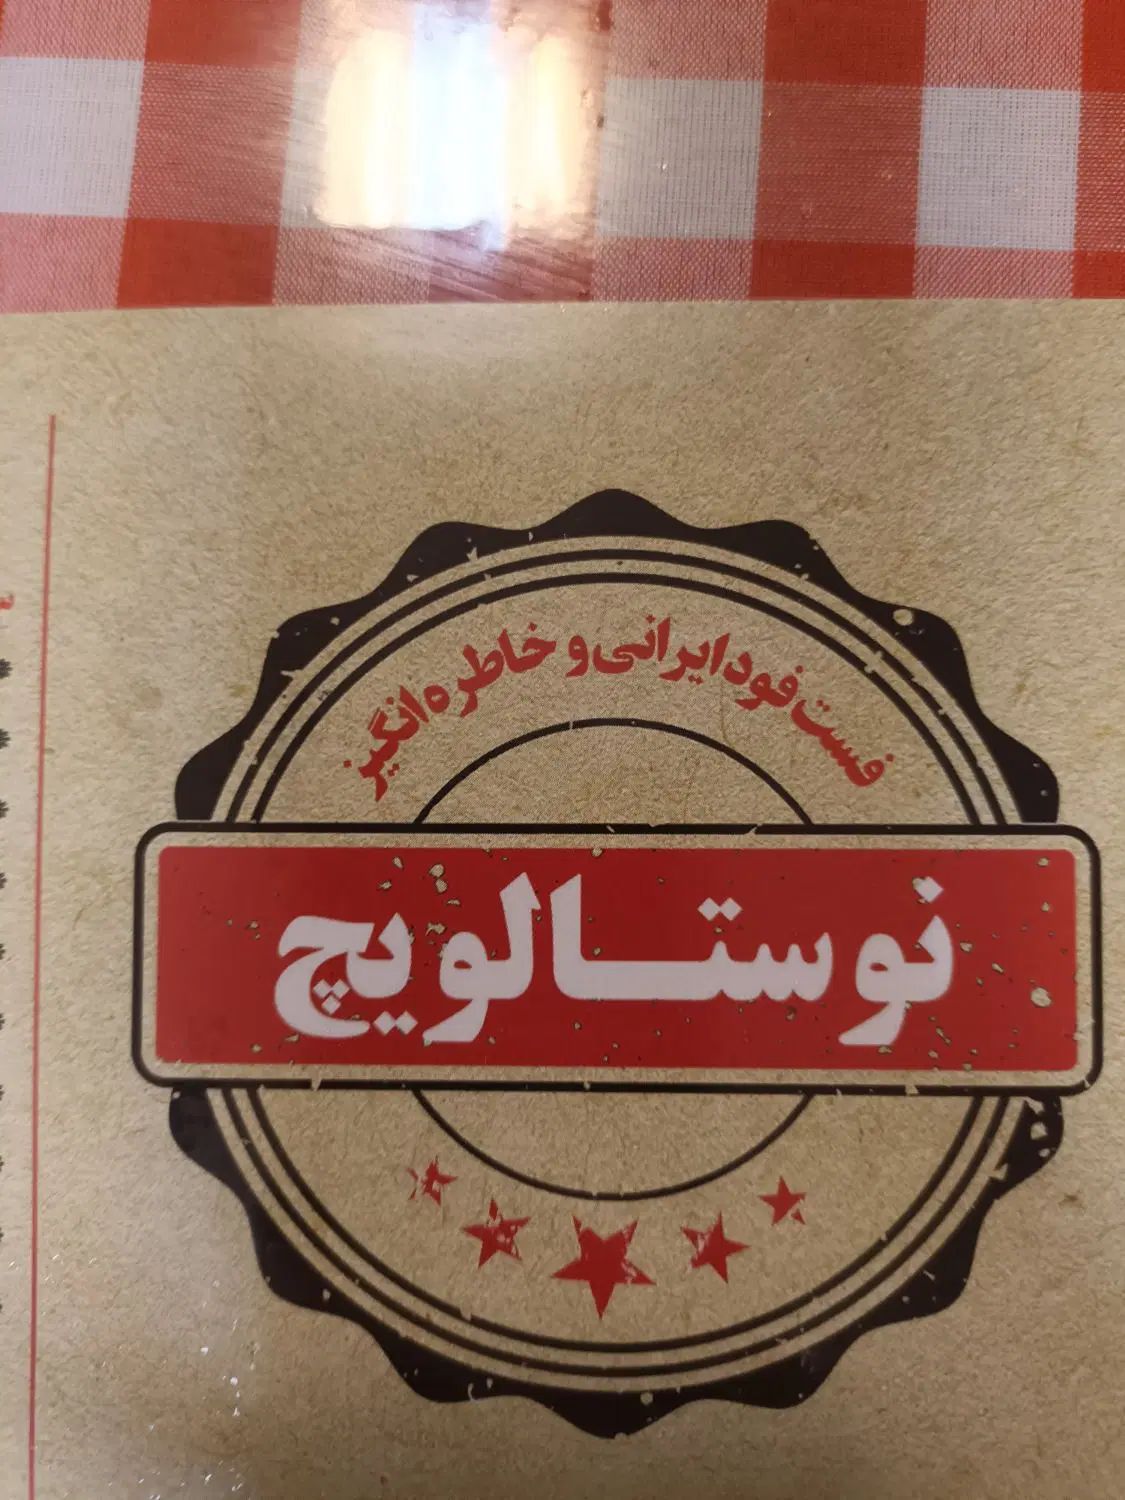 فست فود ایرانی و خاطره انگیز
نوستالویچ